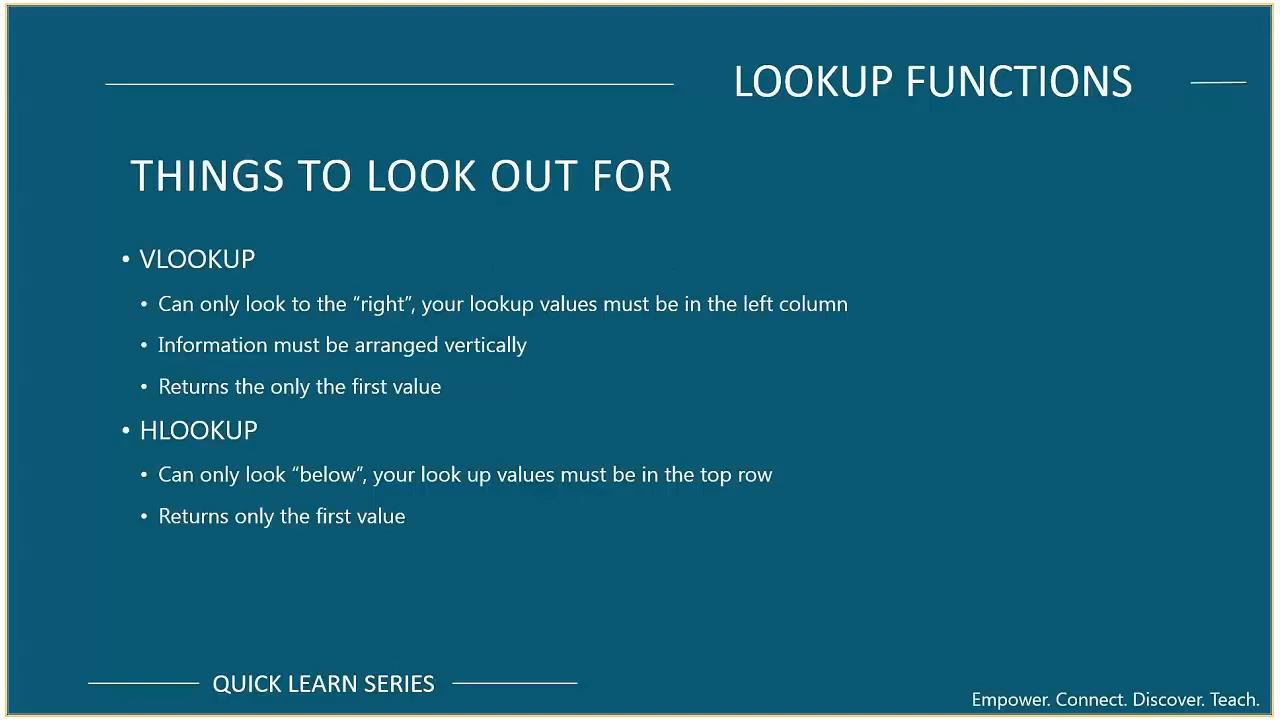 LOOKUP FUNCTIONS
THINGS TO LOOK OUT FOR
• VLOOKUP
• Can only look to the “right”, your lookup values must be in the left column
• Information must be arranged vertically
• Returns the only the first value
• HLOOKUP
• Can only look “below”, your look up values must be in the top row
• Returns only the first value
QUICK LEARN SERIES
Empower. Connect. Discover. Teach.